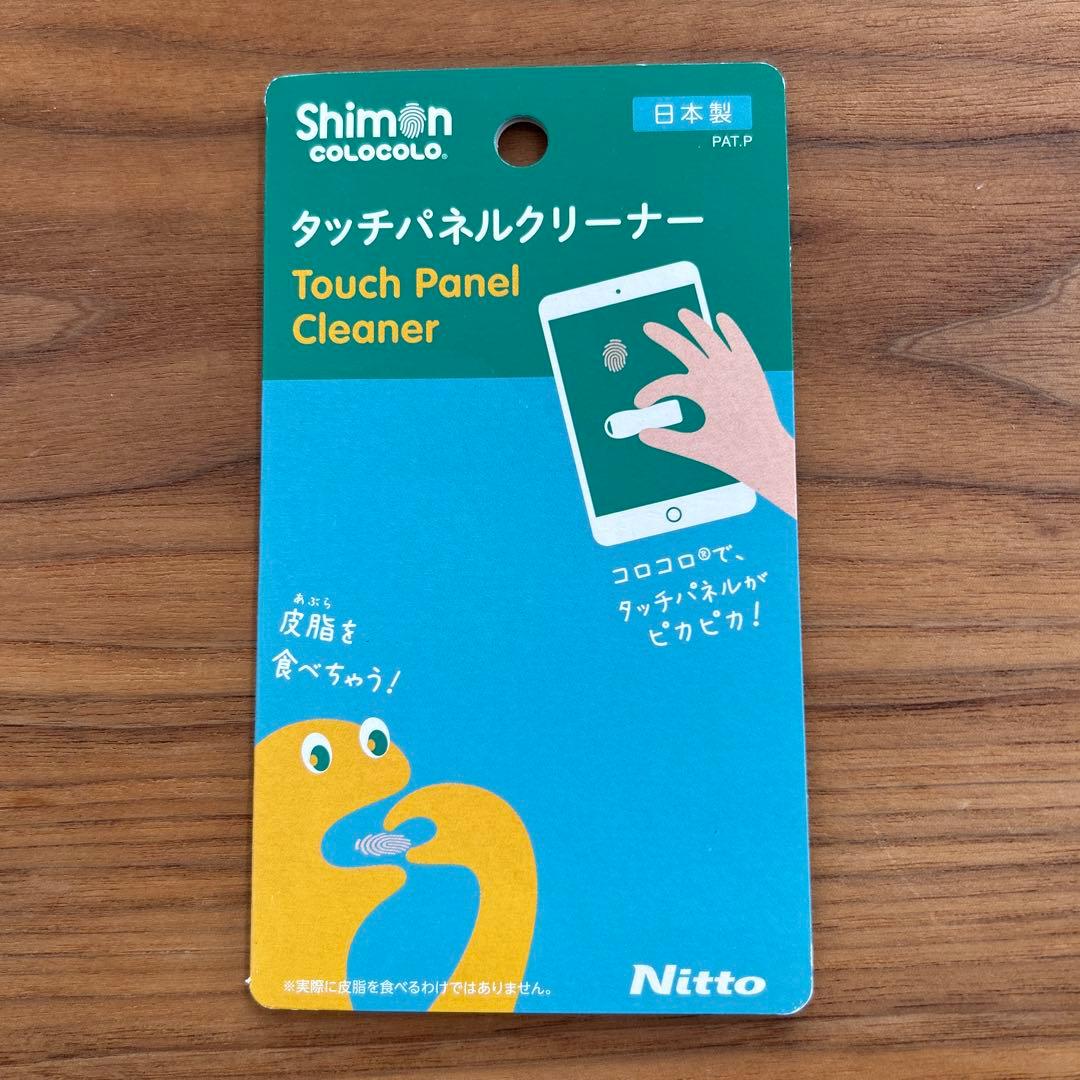 Shimon
COLOCOLO®
日本製
PAT.P
タッチパネルクリーナー
Touch Panel
Cleaner
コロコロ®で、
タッチパネルが
ピカピカ!
あぶら
皮脂を
食べちゃう!
※実際に皮脂を食べるわけではありません。
Nitto